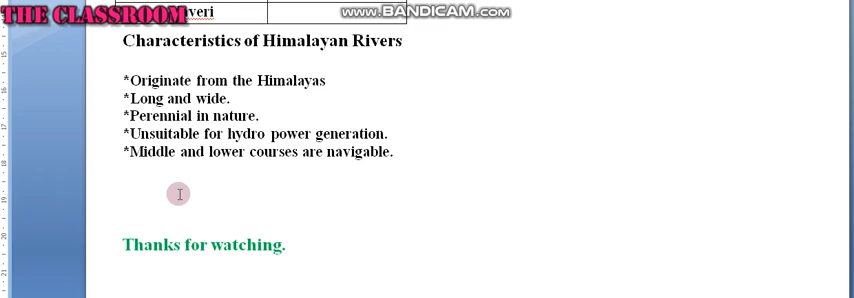 THE CLASSROOM
www.BANDICAM.com
Characteristics of Himalayan Rivers
*Originate from the Himalayas
*Long and wide.
*Perennial in nature.
*Unsuitable for hydro power generation.
*Middle and lower courses are navigable.
Thanks for watching.